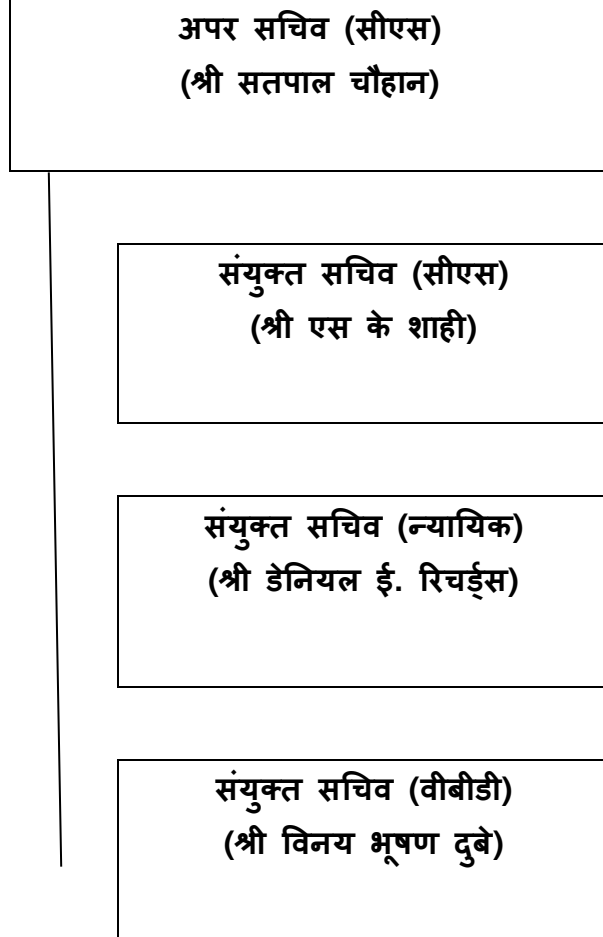 अपर सचिव (सीएस)
(श्री सतपाल चौहान)
संयुक्त सचिव (सीएस)
(श्री एस के शाही)
संयुक्त सचिव (न्यायिक)
(श्री डेनियल ई. रिचर्ड्स)
संयुक्त सचिव (वीबीडी)
(श्री विनय भूषण दुबे)